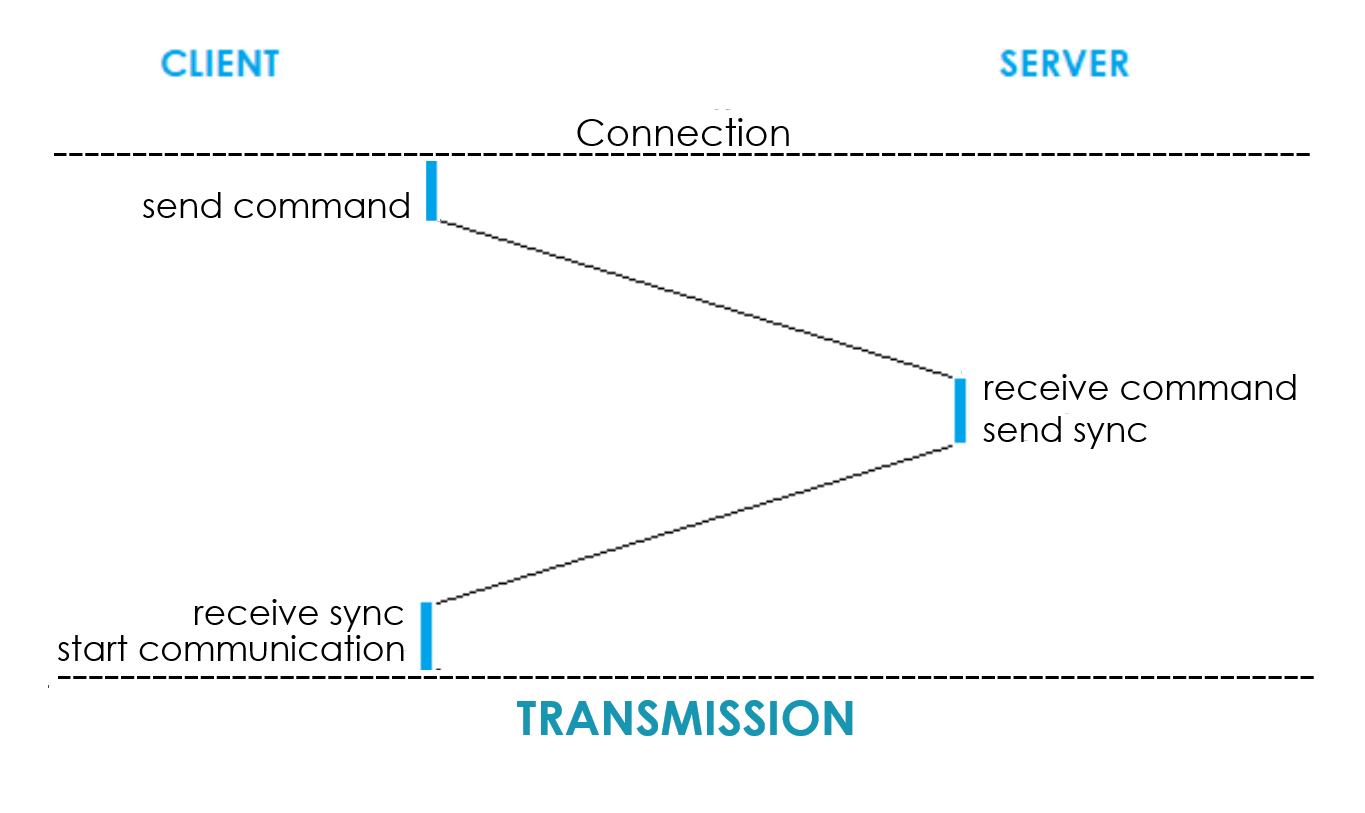 CLIENT
SERVER
Connection
send command
receive command
send sync
receive sync
start communication
TRANSMISSION